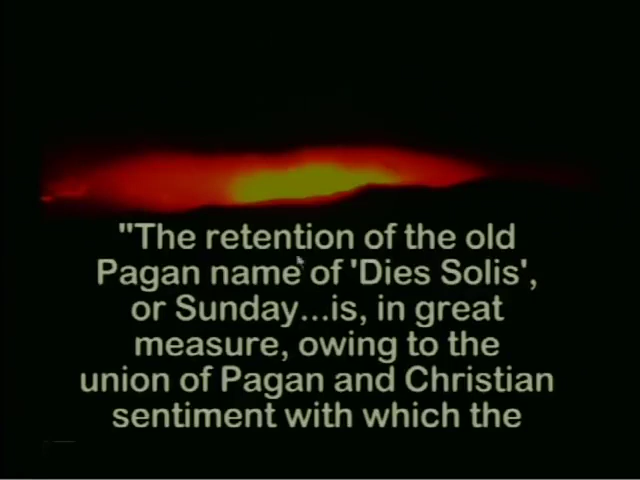 "The retention of the old
Pagan name of 'Dies Solis',
or Sunday...is, in great
measure, owing to the
union of Pagan and Christian
sentiment with which the